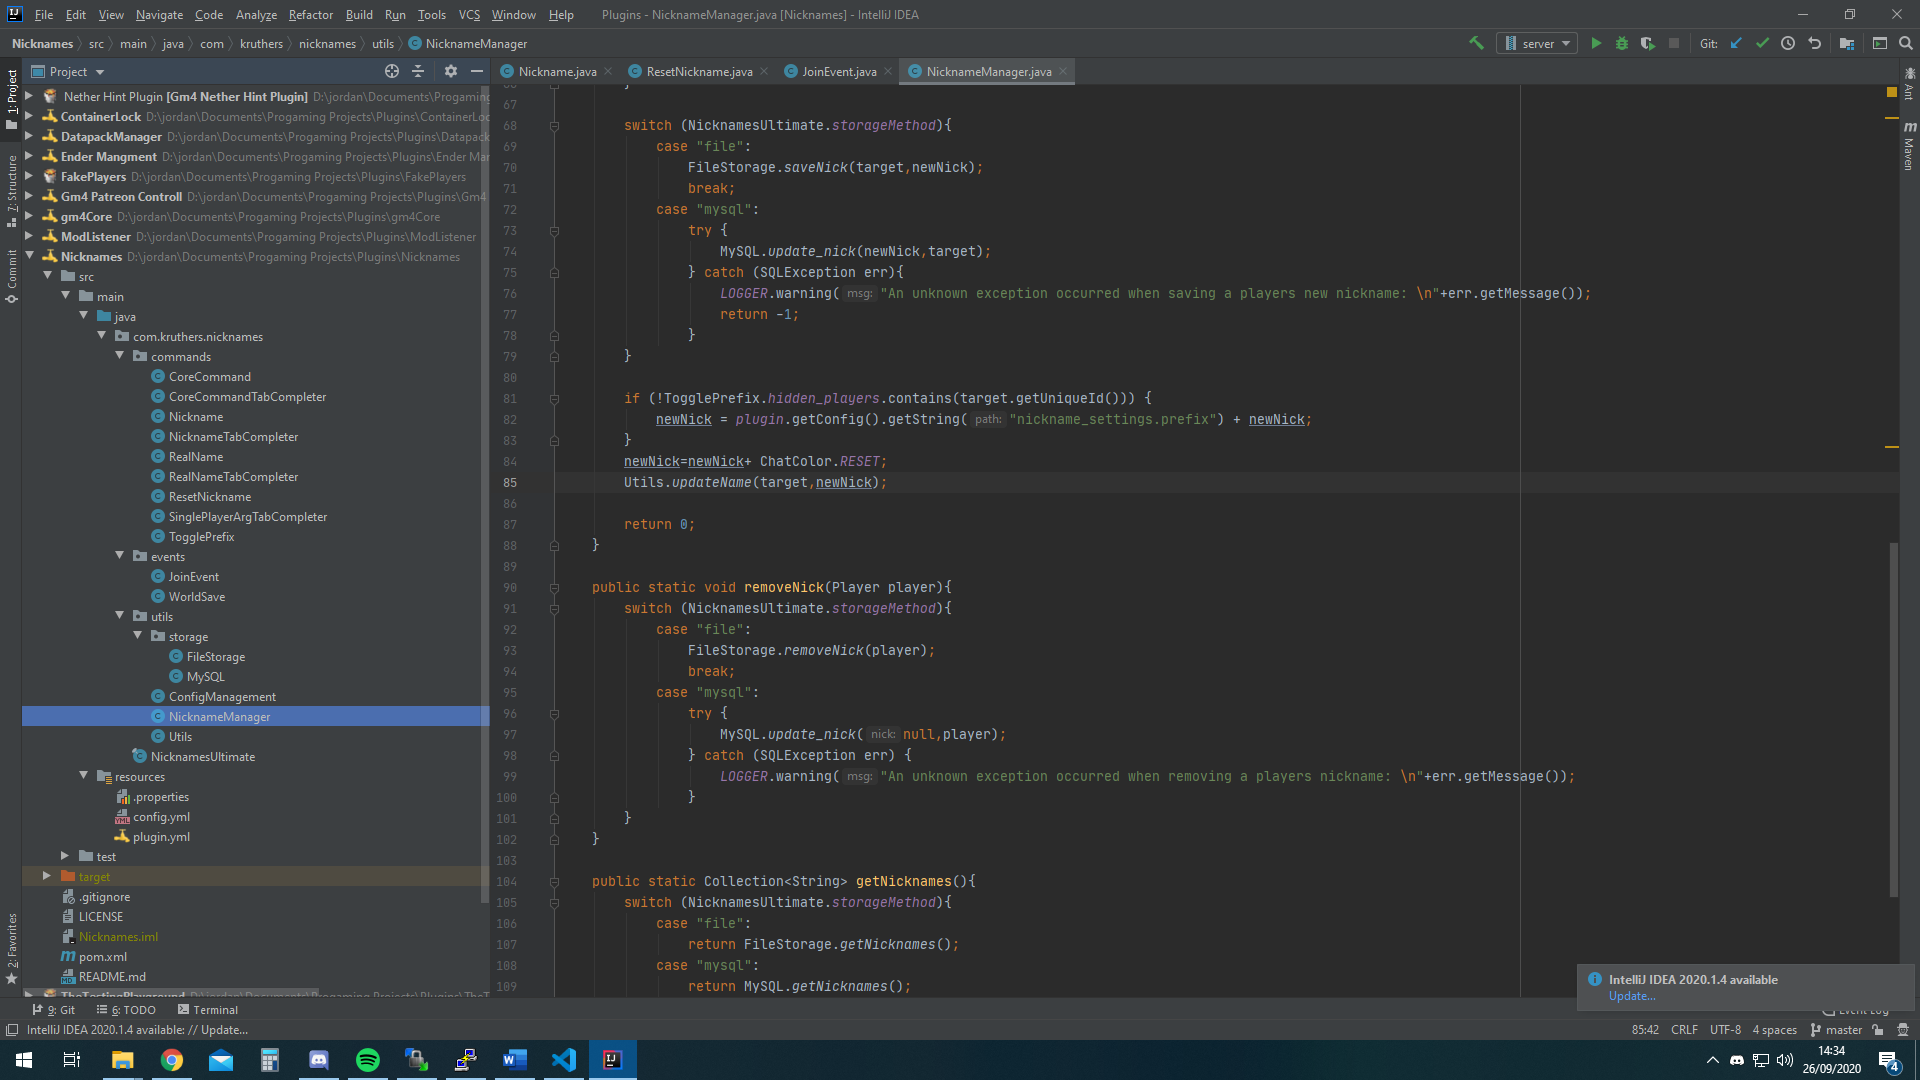 File Edit View Navigate Code Analyze Refactor Build Run Tools VCS Window Help Plugins - NicknameManager.java [Nicknames] - IntelliJ IDEA
Nicknames src main java com kruthers nicknames utils NicknameManager server Git:
Project Nickname.java ResetNickname.java JoinEvent.java NicknameManager.java
1: Project
7: Structure
Commit
2: Favorites
Nether Hint Plugin [Gm4 Nether Hint Plugin] D:\jordan\Documents\Progaming
ContainerLock D:\jordan\Documents\Progaming Projects\Plugins\ContainerLoc
DatapackManager D:\jordan\Documents\Progaming Projects\Plugins\Datapack
Ender Mangment D:\jordan\Documents\Progaming Projects\Plugins\Ender Mar
FakePlayers D:\jordan\Documents\Progaming Projects\Plugins\FakePlayers
Gm4 Patreon Controll D:\jordan\Documents\Progaming Projects\Plugins\Gm4
gm4Core D:\jordan\Documents\Progaming Projects\Plugins\gm4Core
ModListener D:\jordan\Documents\Progaming Projects\Plugins\ModListener
Nicknames D:\jordan\Documents\Progaming Projects\Plugins\Nicknames
src
main
java
com.kruthers.nicknames
commands
CoreCommand
CoreCommandTabCompleter
Nickname
NicknameTabCompleter
RealName
RealNameTabCompleter
ResetNickname
SinglePlayerArgTabCompleter
TogglePrefix
events
JoinEvent
WorldSave
utils
storage
FileStorage
MySQL
ConfigManagement
NicknameManager
Utils
NicknamesUltimate
resources
.properties
config.yml
plugin.yml
test
target
.gitignore
LICENSE
Nicknames.iml
pom.xml
README.md
TheTestingPlayground D:\jordan\Documents\Progaming Projects\Plugins\TheT
66 }
67
68 switch (NicknamesUltimate.storageMethod){
69 case "file":
70 FileStorage.saveNick(target,newNick);
71 break;
72 case "mysql":
73 try {
74 MySQL.update_nick(newNick,target);
75 } catch (SQLException err){
76 LOGGER.warning( msg: "An unknown exception occurred when saving a players new nickname: \n"+err.getMessage());
77 return -1;
78 }
79 }
80
81 if (!TogglePrefix.hidden_players.contains(target.getUniqueId())) {
82 newNick = plugin.getConfig().getString( path: "nickname_settings.prefix") + newNick;
83 }
84 newNick=newNick+ ChatColor.RESET;
85 Utils.updateName(target,newNick);
86
87 return 0;
88 }
89
90 public static void removeNick(Player player){
91 switch (NicknamesUltimate.storageMethod){
92 case "file":
93 FileStorage.removeNick(player);
94 break;
95 case "mysql":
96 try {
97 MySQL.update_nick( nick: null,player);
98 } catch (SQLException err) {
99 LOGGER.warning( msg: "An unknown exception occurred when removing a players nickname: \n"+err.getMessage());
100 }
101 }
102 }
103
104 public static Collection<String> getNicknames(){
105 switch (NicknamesUltimate.storageMethod){
106 case "file":
107 return FileStorage.getNicknames();
108 case "mysql":
109 return MySQL.getNicknames();
Ant
Maven
IntelliJ IDEA 2020.1.4 available
Update...
9: Git 6: TODO Terminal Event Log
IntelliJ IDEA 2020.1.4 available: // Update... 85:42 CRLF UTF-8 4 spaces master
14:34
26/09/2020
4